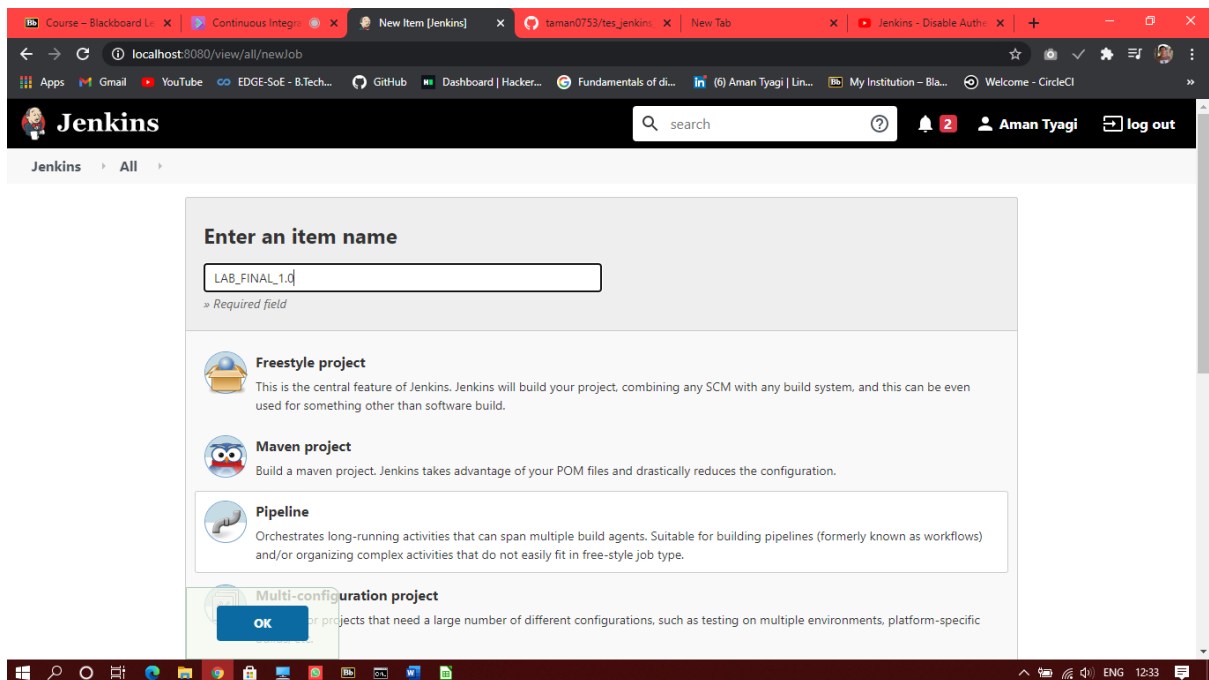 Course – Blackboard Le
Continuous Integra
New Item [Jenkins]
taman0753/tes_jenkins
New Tab
Jenkins - Disable Authe
localhost:8080/view/all/newJob
Apps
Gmail
YouTube
EDGE-SoE - B.Tech...
GitHub
Dashboard | Hacker...
Fundamentals of di...
(6) Aman Tyagi | Lin...
My Institution – Bla...
Welcome - CircleCI
»
Jenkins
search
2
Aman Tyagi
log out
Jenkins
All
Enter an item name
LAB_FINAL_1.0
» Required field
Freestyle project
This is the central feature of Jenkins. Jenkins will build your project, combining any SCM with any build system, and this can be even
used for something other than software build.
Maven project
Build a maven project. Jenkins takes advantage of your POM files and drastically reduces the configuration.
Pipeline
Orchestrates long-running activities that can span multiple build agents. Suitable for building pipelines (formerly known as workflows)
and/or organizing complex activities that do not easily fit in free-style job type.
Multi-configuration project
projects that need a large number of different configurations, such as testing on multiple environments, platform-specific
OK
ENG
12:33